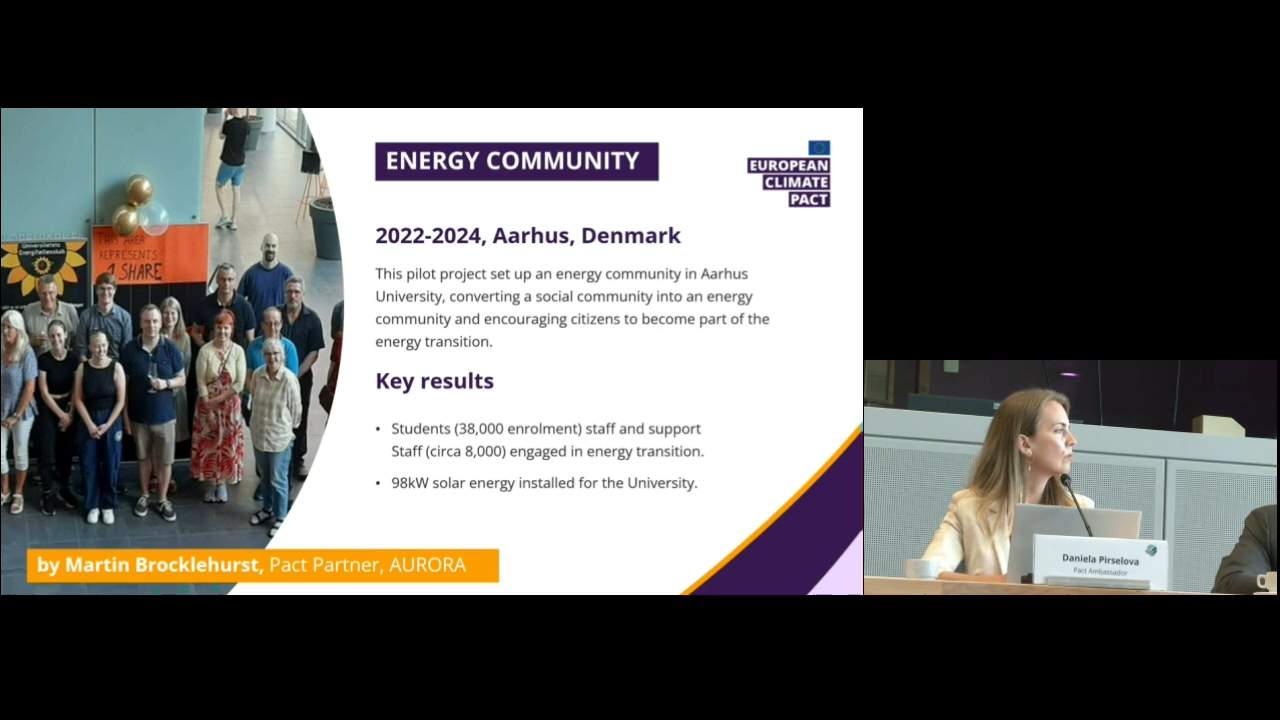 ENERGY COMMUNITY
EUROPEAN
CLIMATE
PACT
2022-2024, Aarhus, Denmark
This pilot project set up an energy community in Aarhus
University, converting a social community into an energy
community and encouraging citizens to become part of the
energy transition.
Key results
• Students (38,000 enrolment) staff and support
Staff (circa 8,000) engaged in energy transition.
• 98kW solar energy installed for the University.
Universitetets
Energifællesskab
THIS AREA
REPRESENTS
1 SHARE
by Martin Brocklehurst, Pact Partner, AURORA
Daniela Pirselova
Pact Ambassador